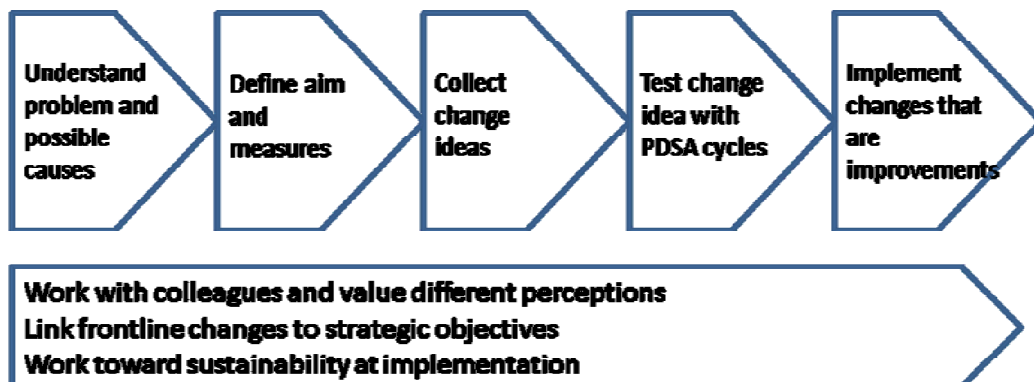 Understand
problem and
possible
causes
Define aim
and
measures
Collect
change
ideas
Test change
idea with
PDSA cycles
Implement
changes that
are
improvements
Work with colleagues and value different perceptions
Link frontline changes to strategic objectives
Work toward sustainability at implementation